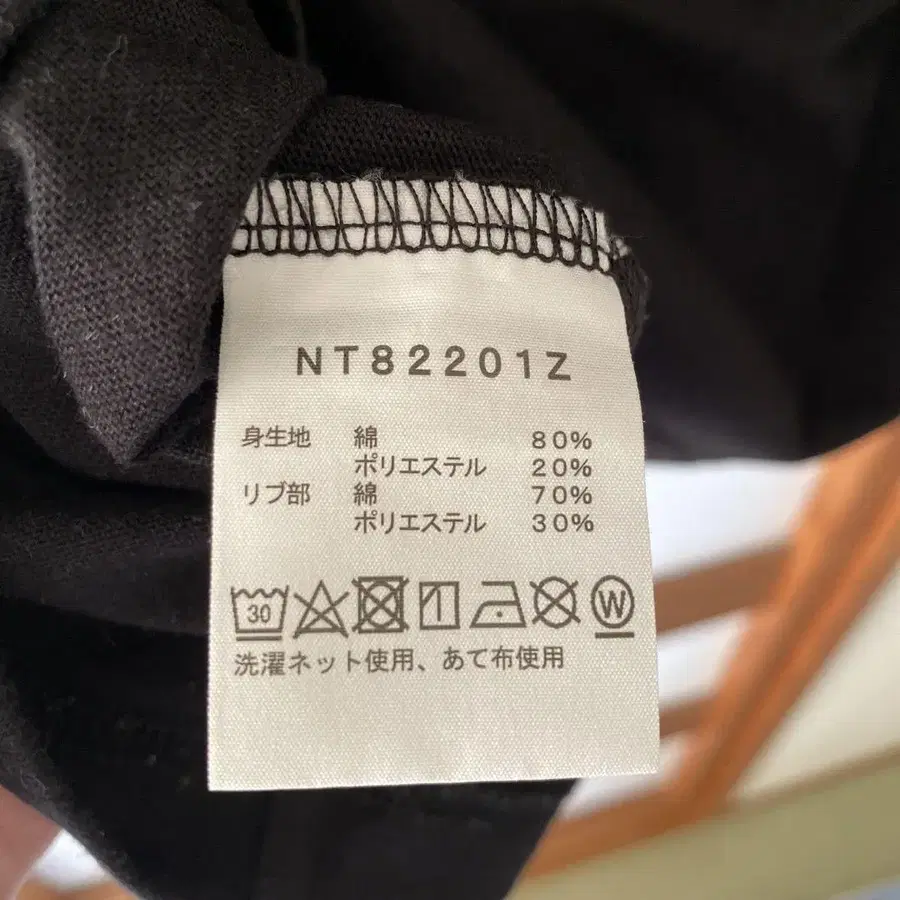 NT82201Z
身生地 綿 80%
ポリエステル 20%
リブ部 綿 70%
ポリエステル 30%
30 W
洗濯ネット使用、あて布使用